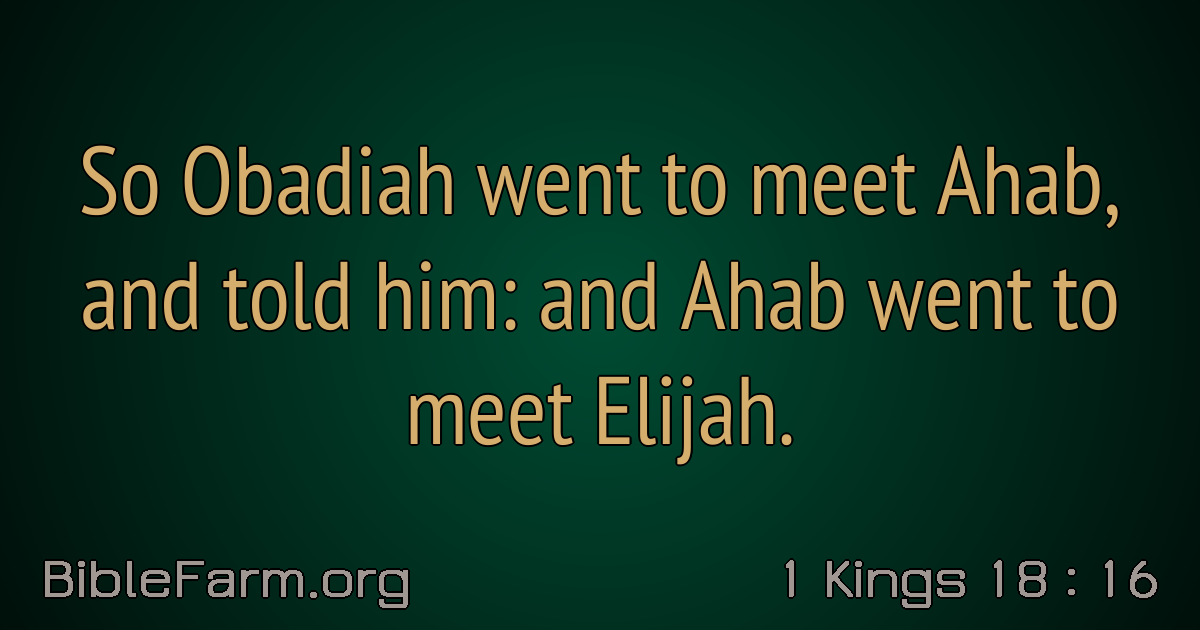 So Obadiah went to meet Ahab,
and told him: and Ahab went to
meet Elijah.
BibleFarm.org
1 Kings 18 : 16